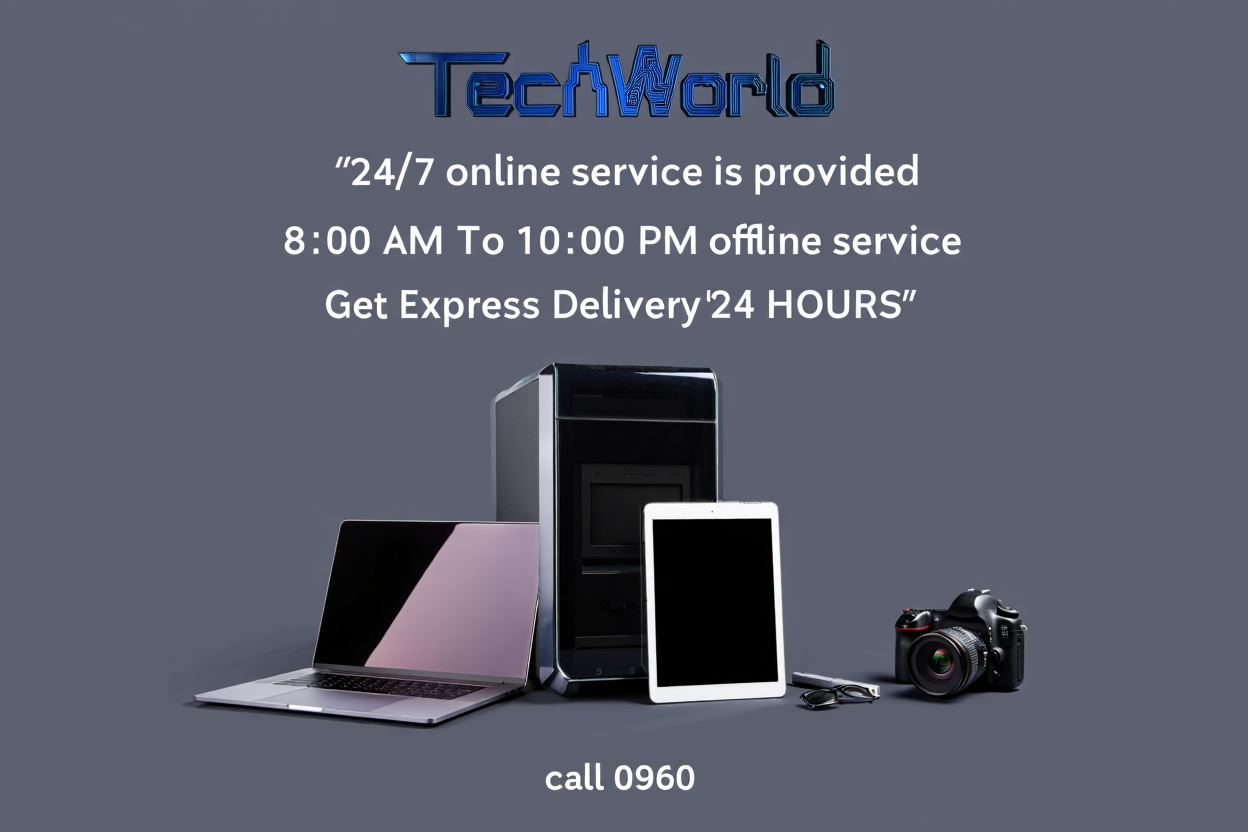 TechWorld
"24/7 online service is provided
8:00 AM To 10:00 PM offline service
Get Express Delivery '24 HOURS"
call 0960